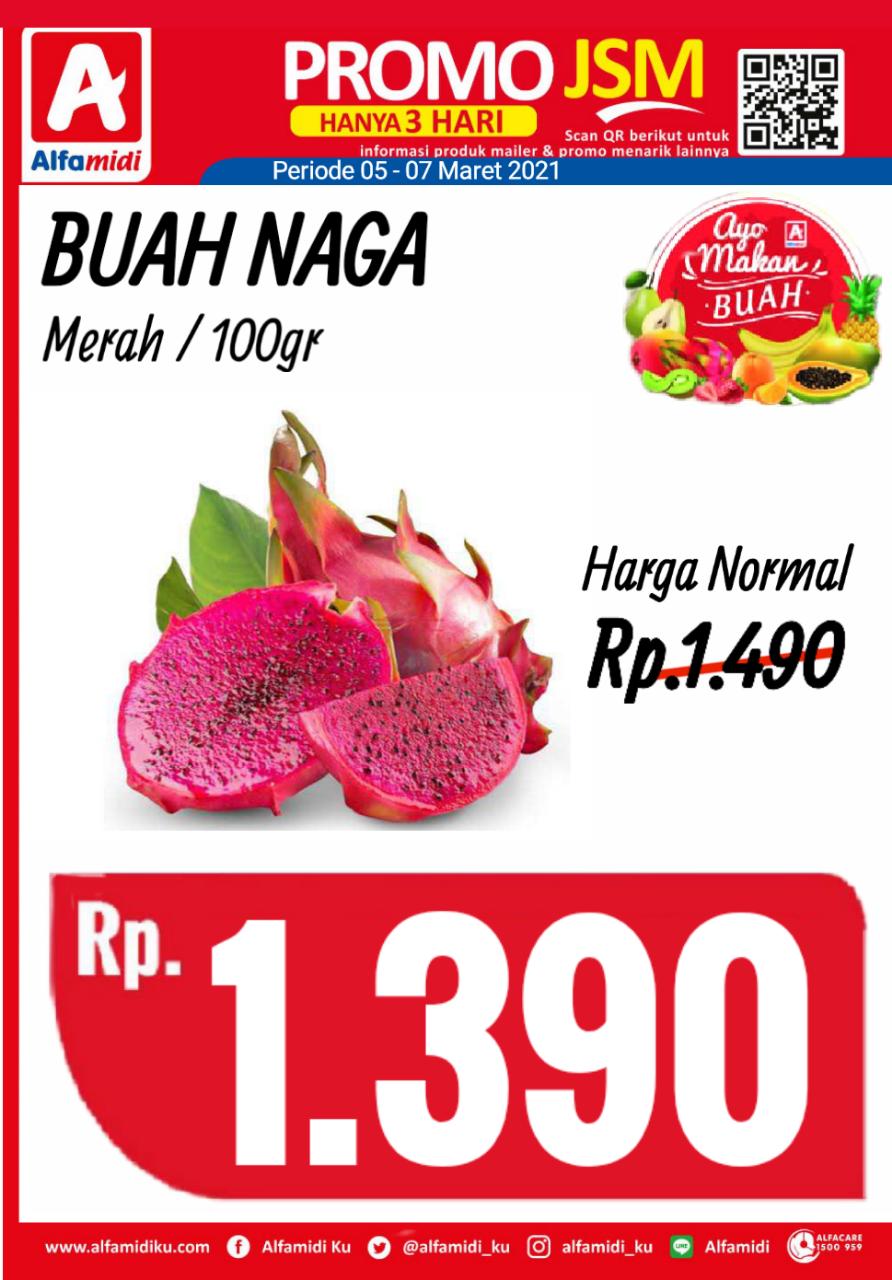 Alfamidi
PROMO JSM
HANYA 3 HARI
Scan QR berikut untuk
informasi produk mailer & promo menarik lainnya
Periode 05 - 07 Maret 2021
BUAH NAGA
Merah / 100gr
Ayo
Makan
BUAH
Harga Normal
Rp.1.490
Rp. 1.390
www.alfamidiku.com Alfamidi Ku @alfamidi_ku alfamidi_ku LINE Alfamidi ALFACARE
1500 959